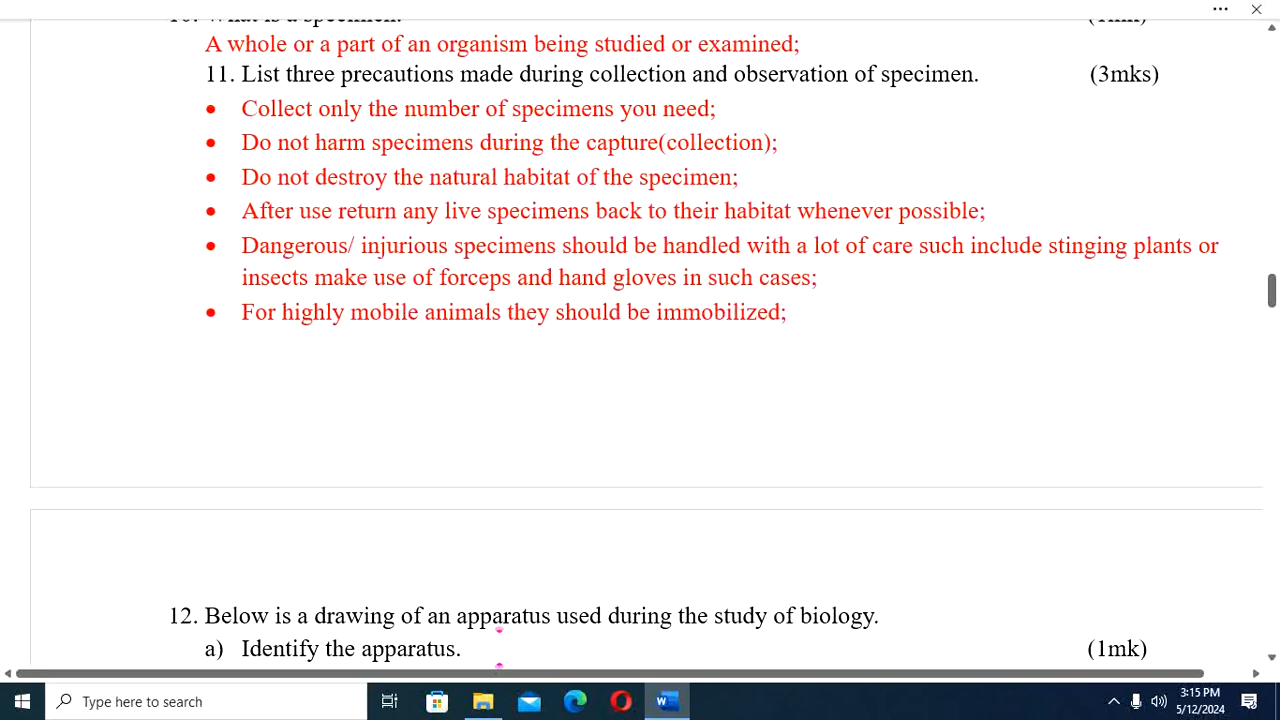 10. What is a specimen. (1mk)
A whole or a part of an organism being studied or examined;
11. List three precautions made during collection and observation of specimen. (3mks)
• Collect only the number of specimens you need;
• Do not harm specimens during the capture(collection);
• Do not destroy the natural habitat of the specimen;
• After use return any live specimens back to their habitat whenever possible;
• Dangerous/ injurious specimens should be handled with a lot of care such include stinging plants or
insects make use of forceps and hand gloves in such cases;
• For highly mobile animals they should be immobilized;
12. Below is a drawing of an apparatus used during the study of biology.
a) Identify the apparatus. (1mk)
Type here to search
3:15 PM
5/12/2024